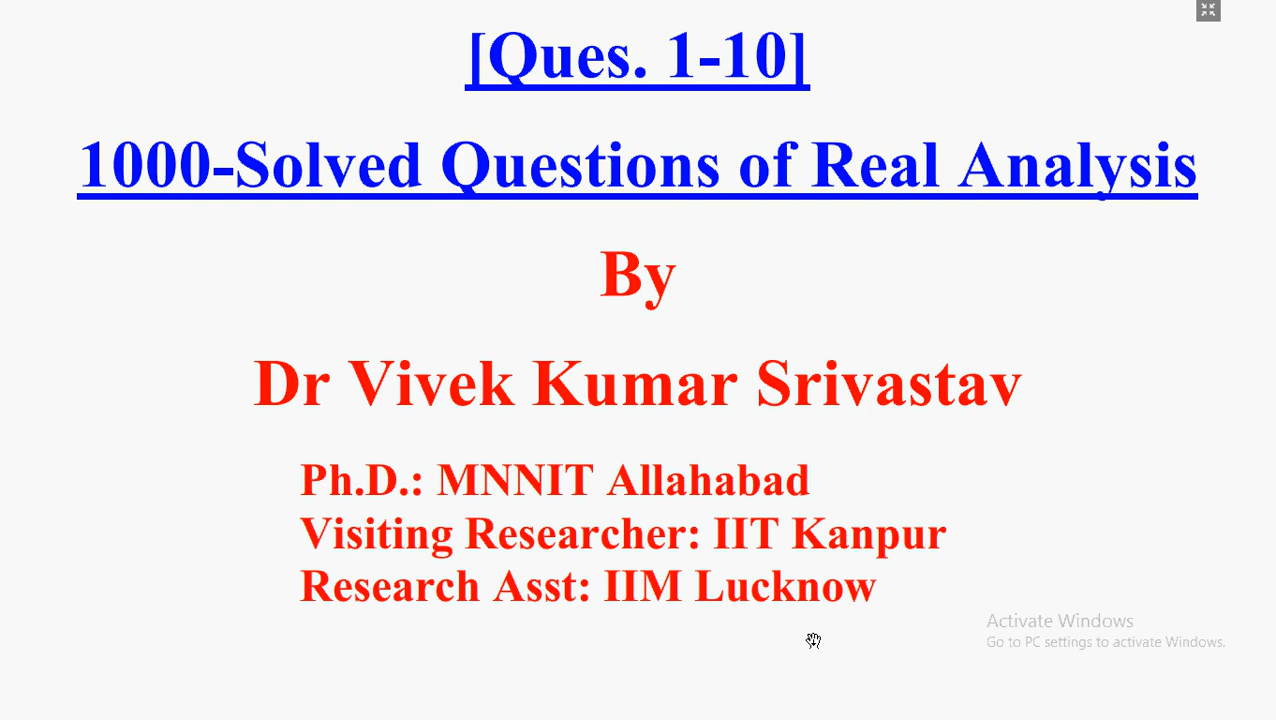 [Ques. 1-10]
1000-Solved Questions of Real Analysis
By
Dr Vivek Kumar Srivastav
Ph.D.: MNNIT Allahabad
Visiting Researcher: IIT Kanpur
Research Asst: IIM Lucknow
Activate Windows
Go to PC settings to activate Windows.